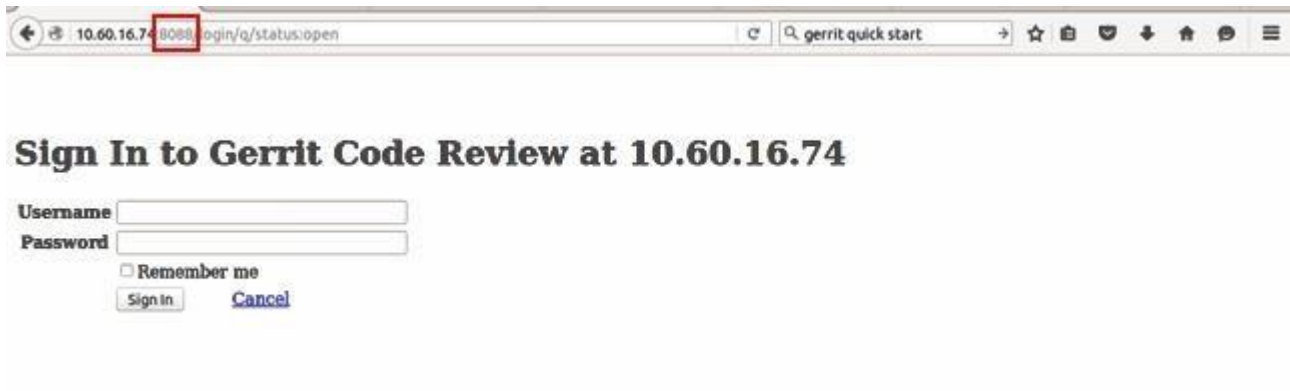 10.60.16.74:8088/login/q/status:open gerrit quick start
Sign In to Gerrit Code Review at 10.60.16.74
Username
Password
Remember me
Sign In Cancel